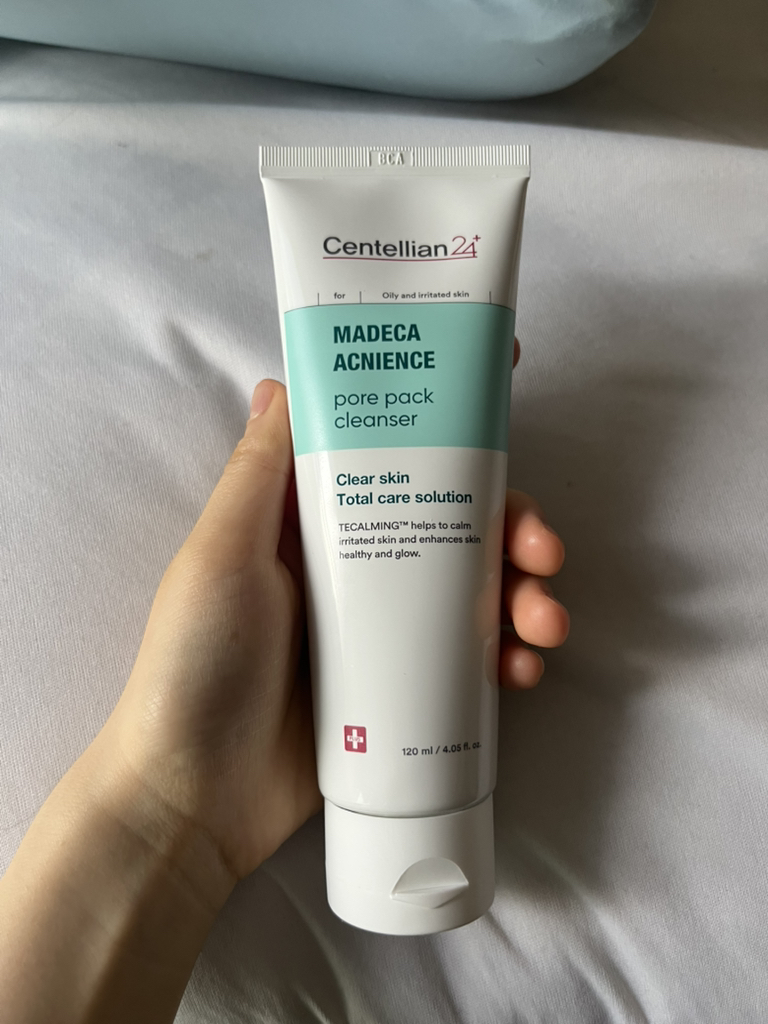 8CA
Centellian24+
for Oily and irritated skin
MADECA
ACNIENCE
pore pack
cleanser
Clear skin
Total care solution
TECALMING™ helps to calm
irritated skin and enhances skin
healthy and glow.
120 ml / 4.05 fl. oz.